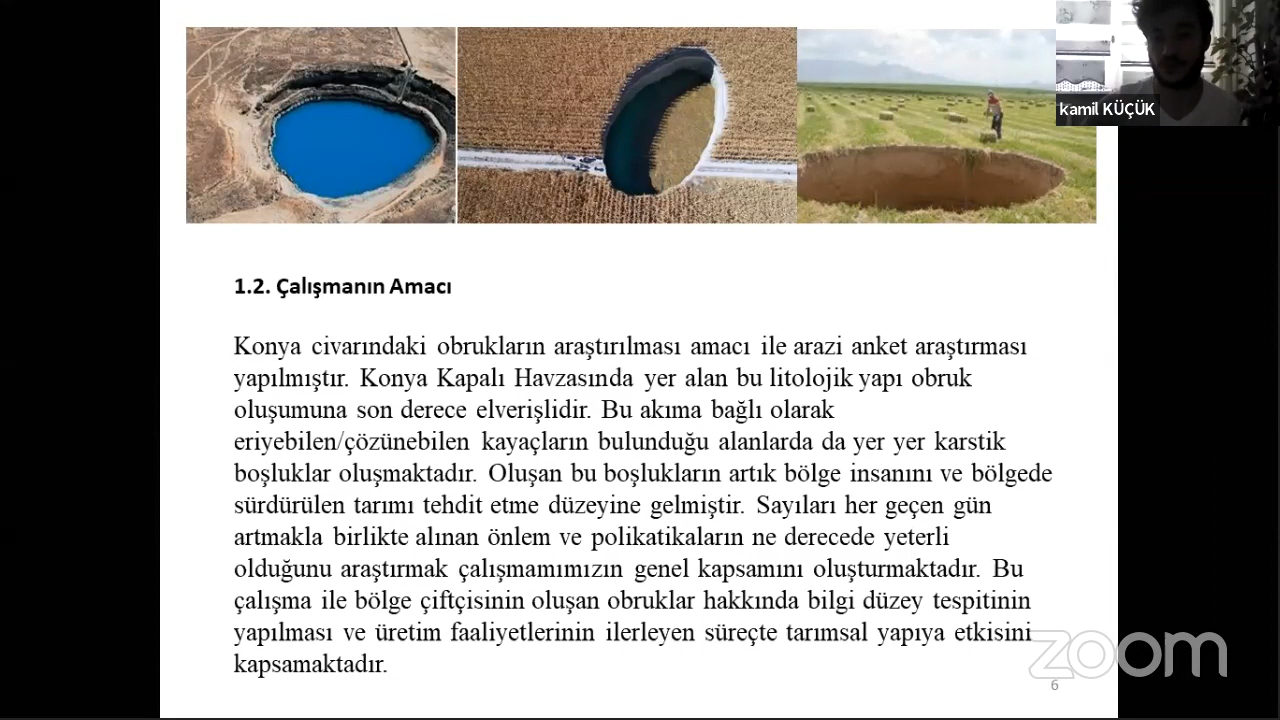 kamil KÜÇÜK
1.2. Çalışmanın Amacı
Konya civarındaki obrukların araştırılması amacı ile arazi anket araştırması
yapılmıştır. Konya Kapalı Havzasında yer alan bu litolojik yapı obruk
oluşumuna son derece elverişlidir. Bu akıma bağlı olarak
eriyebilen/çözünebilen kayaçların bulunduğu alanlarda da yer yer karstik
boşluklar oluşmaktadır. Oluşan bu boşlukların artık bölge insanını ve bölgede
sürdürülen tarımı tehdit etme düzeyine gelmiştir. Sayıları her geçen gün
artmakla birlikte alınan önlem ve polikatikaların ne derecede yeterli
olduğunu araştırmak çalışmamımızın genel kapsamını oluşturmaktadır. Bu
çalışma ile bölge çiftçisinin oluşan obruklar hakkında bilgi düzey tespitinin
yapılması ve üretim faaliyetlerinin ilerleyen süreçte tarımsal yapıya etkisini
kapsamaktadır.
zoom
6